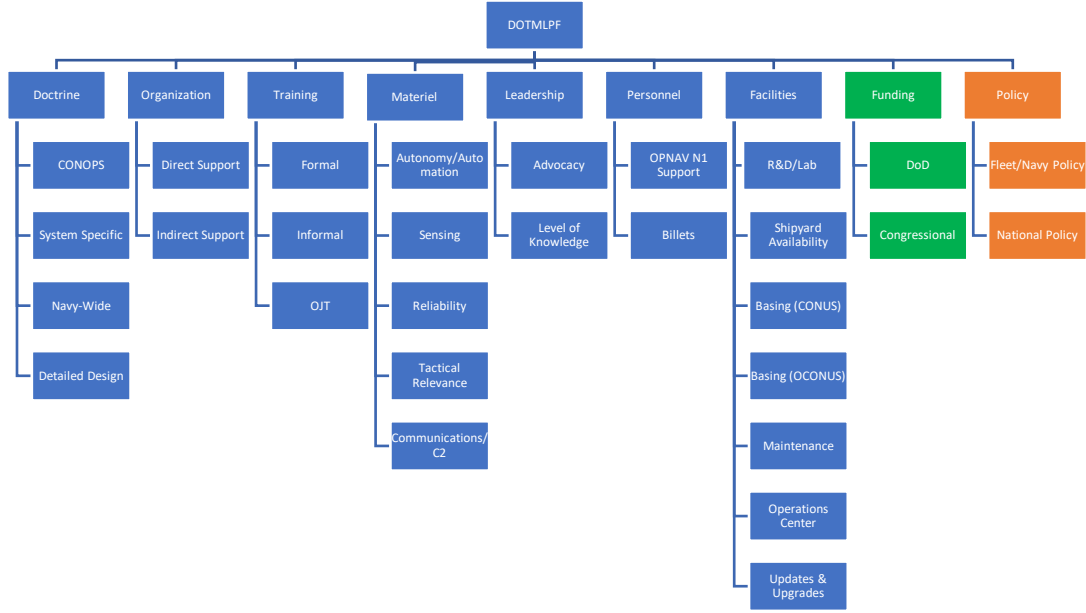 DOTMLPF
Doctrine
Organization
Training
Materiel
Leadership
Personnel
Facilities
Funding
Policy
CONOPS
System Specific
Navy-Wide
Detailed Design
Direct Support
Indirect Support
Formal
Informal
OJT
Autonomy/Auto
mation
Sensing
Reliability
Tactical
Relevance
Communications/
C2
Advocacy
Level of
Knowledge
OPNAV N1
Support
Billets
R&D/Lab
Shipyard
Availability
Basing (CONUS)
Basing (OCONUS)
Maintenance
Operations
Center
Updates &
Upgrades
DoD
Congressional
Fleet/Navy Policy
National Policy